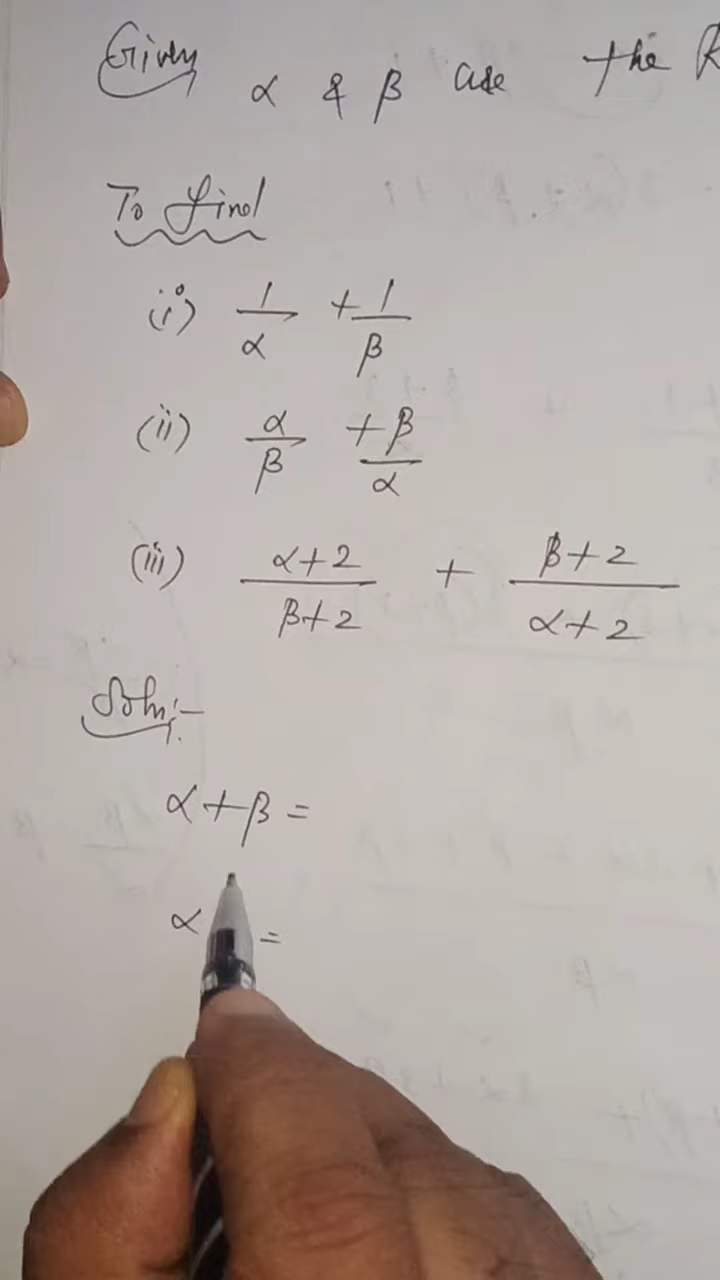 Given α & β are the R
To find
(i) 1/α + 1/β
(ii) α/β + β/α
(iii) (α+2)/(β+2) + (β+2)/(α+2)
Soln:-
α+β =
α =